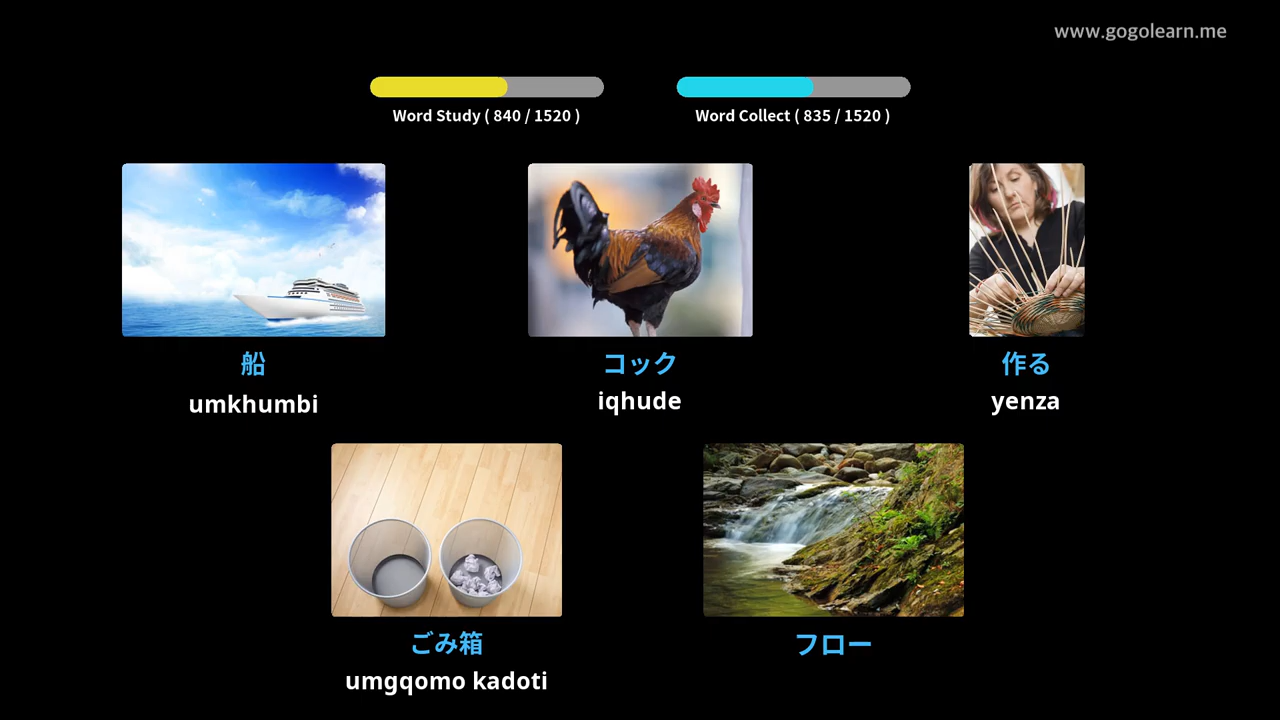 www.gogolearn.me
Word Study ( 840 / 1520 )
Word Collect ( 835 / 1520 )
船
umkhumbi
コック
iqhude
作る
yenza
ごみ箱
umgqomo kadoti
フロー